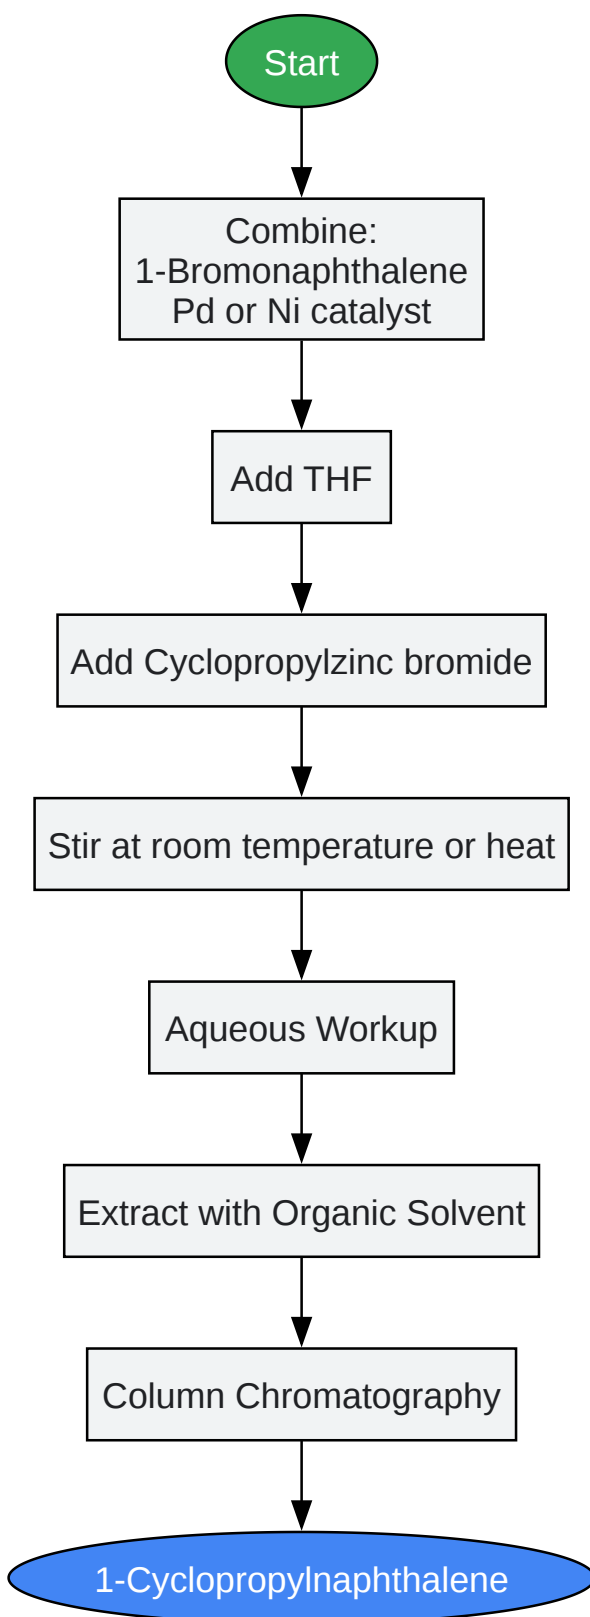 Start
Combine:
1-Bromonaphthalene
Pd or Ni catalyst
Add THF
Add Cyclopropylzinc bromide
Stir at room temperature or heat
Aqueous Workup
Extract with Organic Solvent
Column Chromatography
1-Cyclopropylnaphthalene